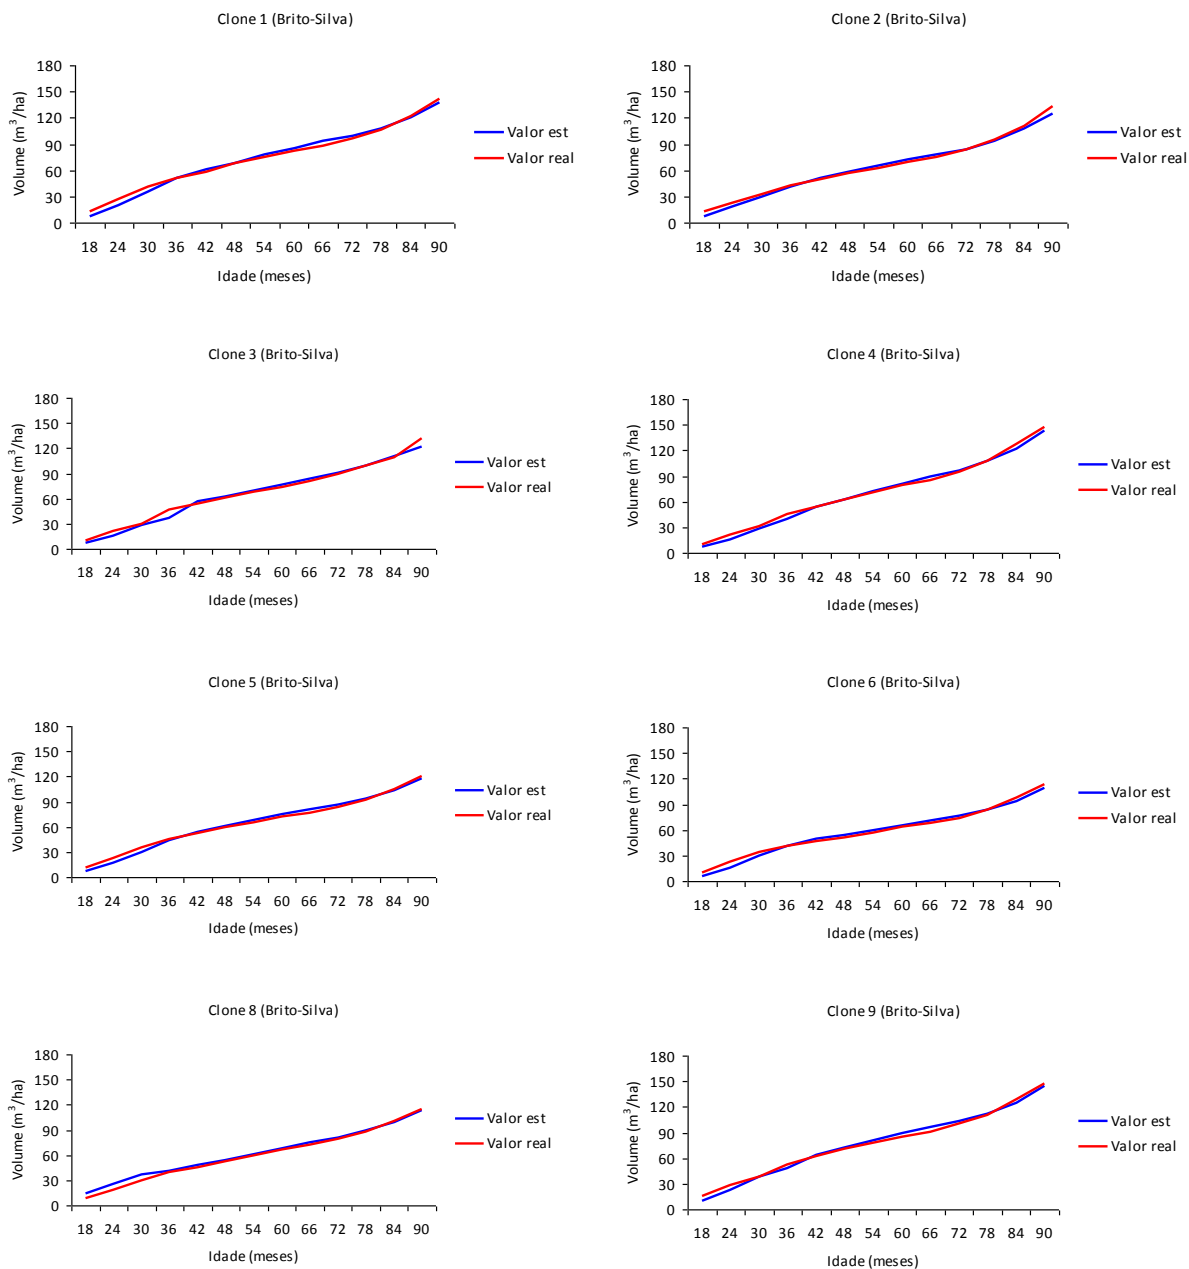 Clone 1 (Brito-Silva)
180
150
120
90
60
30
0
Volume (m³/ha)
18 24 30 36 42 48 54 60 66 72 78 84 90
Idade (meses)
Valor est
Valor real
Clone 2 (Brito-Silva)
180
150
120
90
60
30
0
Volume (m³/ha)
18 24 30 36 42 48 54 60 66 72 78 84 90
Idade (meses)
Valor est
Valor real
Clone 3 (Brito-Silva)
180
150
120
90
60
30
0
Volume (m³/ha)
18 24 30 36 42 48 54 60 66 72 78 84 90
Idade (meses)
Valor est
Valor real
Clone 4 (Brito-Silva)
180
150
120
90
60
30
0
Volume (m³/ha)
18 24 30 36 42 48 54 60 66 72 78 84 90
Idade (meses)
Valor est
Valor real
Clone 5 (Brito-Silva)
180
150
120
90
60
30
0
Volume (m³/ha)
18 24 30 36 42 48 54 60 66 72 78 84 90
Idade (meses)
Valor est
Valor real
Clone 6 (Brito-Silva)
180
150
120
90
60
30
0
Volume (m³/ha)
18 24 30 36 42 48 54 60 66 72 78 84 90
Idade (meses)
Valor est
Valor real
Clone 8 (Brito-Silva)
180
150
120
90
60
30
0
Volume (m³/ha)
18 24 30 36 42 48 54 60 66 72 78 84 90
Idade (meses)
Valor est
Valor real
Clone 9 (Brito-Silva)
180
150
120
90
60
30
0
Volume (m³/ha)
18 24 30 36 42 48 54 60 66 72 78 84 90
Idade (meses)
Valor est
Valor real